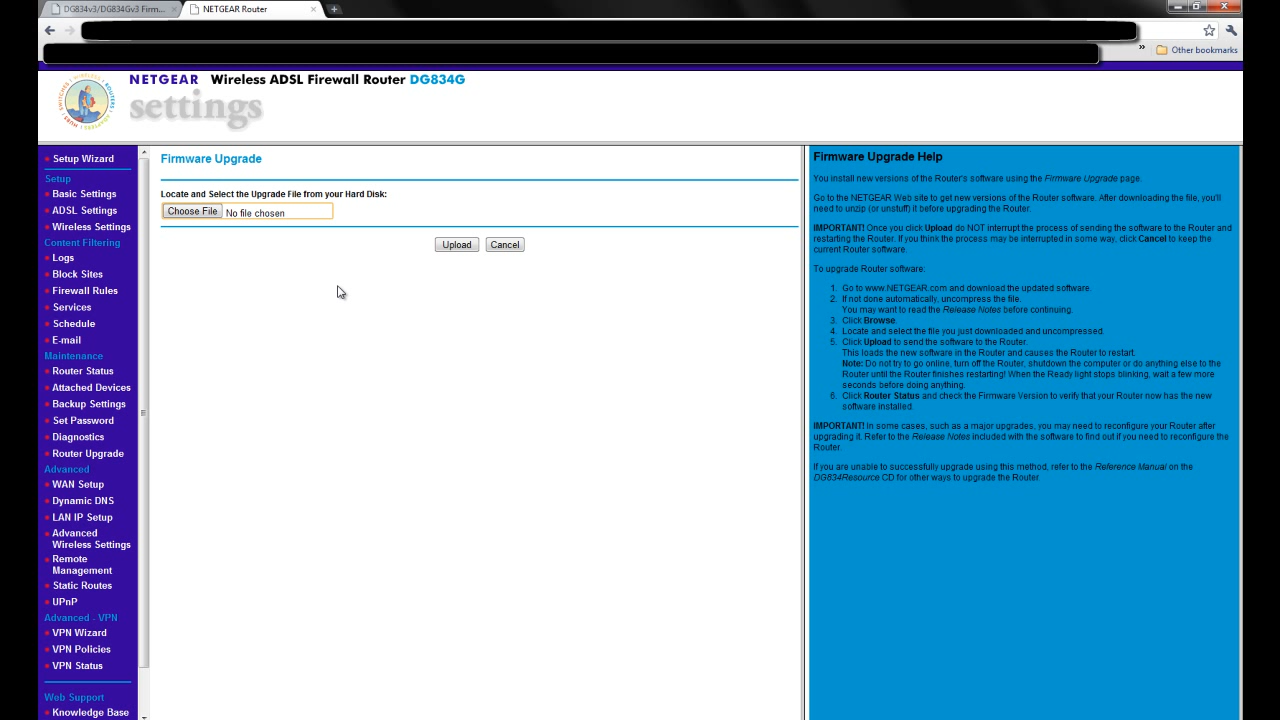 DG834v3/DG834Gv3 Firm...
NETGEAR Router
» Other bookmarks
NETGEAR Wireless ADSL Firewall Router DG834G
settings
Setup Wizard
Setup
Basic Settings
ADSL Settings
Wireless Settings
Content Filtering
Logs
Block Sites
Firewall Rules
Services
Schedule
E-mail
Maintenance
Router Status
Attached Devices
Backup Settings
Set Password
Diagnostics
Router Upgrade
Advanced
WAN Setup
Dynamic DNS
LAN IP Setup
Advanced
Wireless Settings
Remote
Management
Static Routes
UPnP
Advanced - VPN
VPN Wizard
VPN Policies
VPN Status
Web Support
Knowledge Base
Firmware Upgrade
Locate and Select the Upgrade File from your Hard Disk:
Choose File No file chosen
Upload Cancel
Firmware Upgrade Help
You install new versions of the Router's software using the Firmware Upgrade page.
Go to the NETGEAR Web site to get new versions of the Router software. After downloading the file, you'll
need to unzip (or unstuff) it before upgrading the Router.
IMPORTANT! Once you click Upload do NOT interrupt the process of sending the software to the Router and
restarting the Router. If you think the process may be interrupted in some way, click Cancel to keep the
current Router software.
To upgrade Router software:
1. Go to www.NETGEAR.com and download the updated software.
2. If not done automatically, uncompress the file.
You may want to read the Release Notes before continuing.
3. Click Browse.
4. Locate and select the file you just downloaded and uncompressed.
5. Click Upload to send the software to the Router.
This loads the new software in the Router and causes the Router to restart.
Note: Do not try to go online, turn off the Router, shutdown the computer or do anything else to the
Router until the Router finishes restarting! When the Ready light stops blinking, wait a few more
seconds before doing anything.
6. Click Router Status and check the Firmware Version to verify that your Router now has the new
software installed.
IMPORTANT! In some cases, such as a major upgrades, you may need to reconfigure your Router after
upgrading it. Refer to the Release Notes included with the software to find out if you need to reconfigure the
Router.
If you are unable to successfully upgrade using this method, refer to the Reference Manual on the
DG834Resource CD for other ways to upgrade the Router.